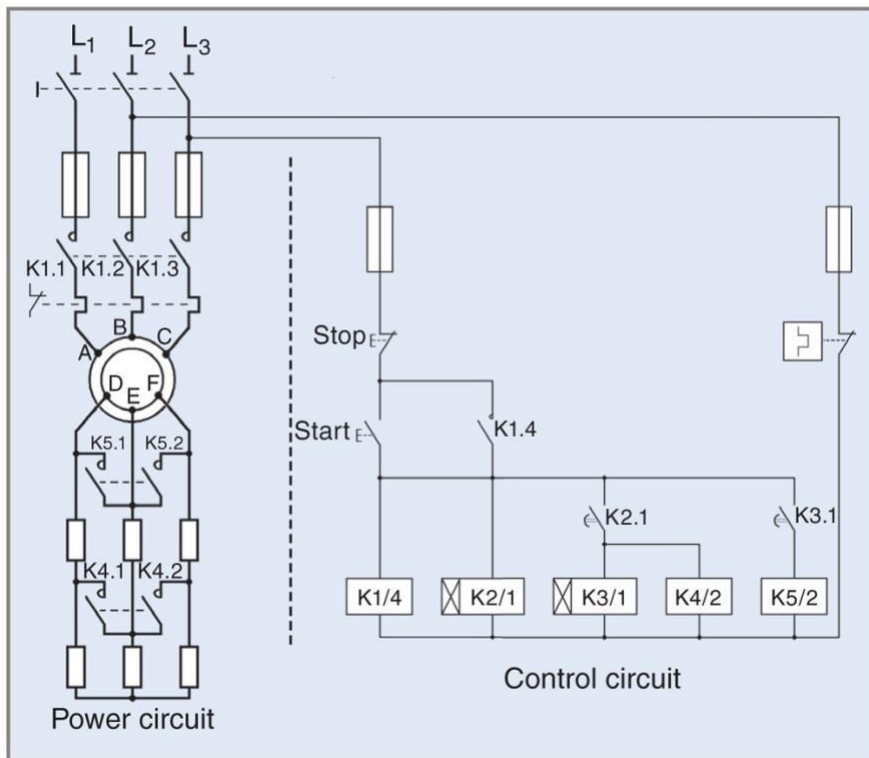 L1 L2 L3
K1.1 K1.2 K1.3
A B C
D E F
K5.1 K5.2
K4.1 K4.2
Power circuit
Stop
Start
K1.4
K2.1
K3.1
K1/4 K2/1 K3/1 K4/2 K5/2
Control circuit